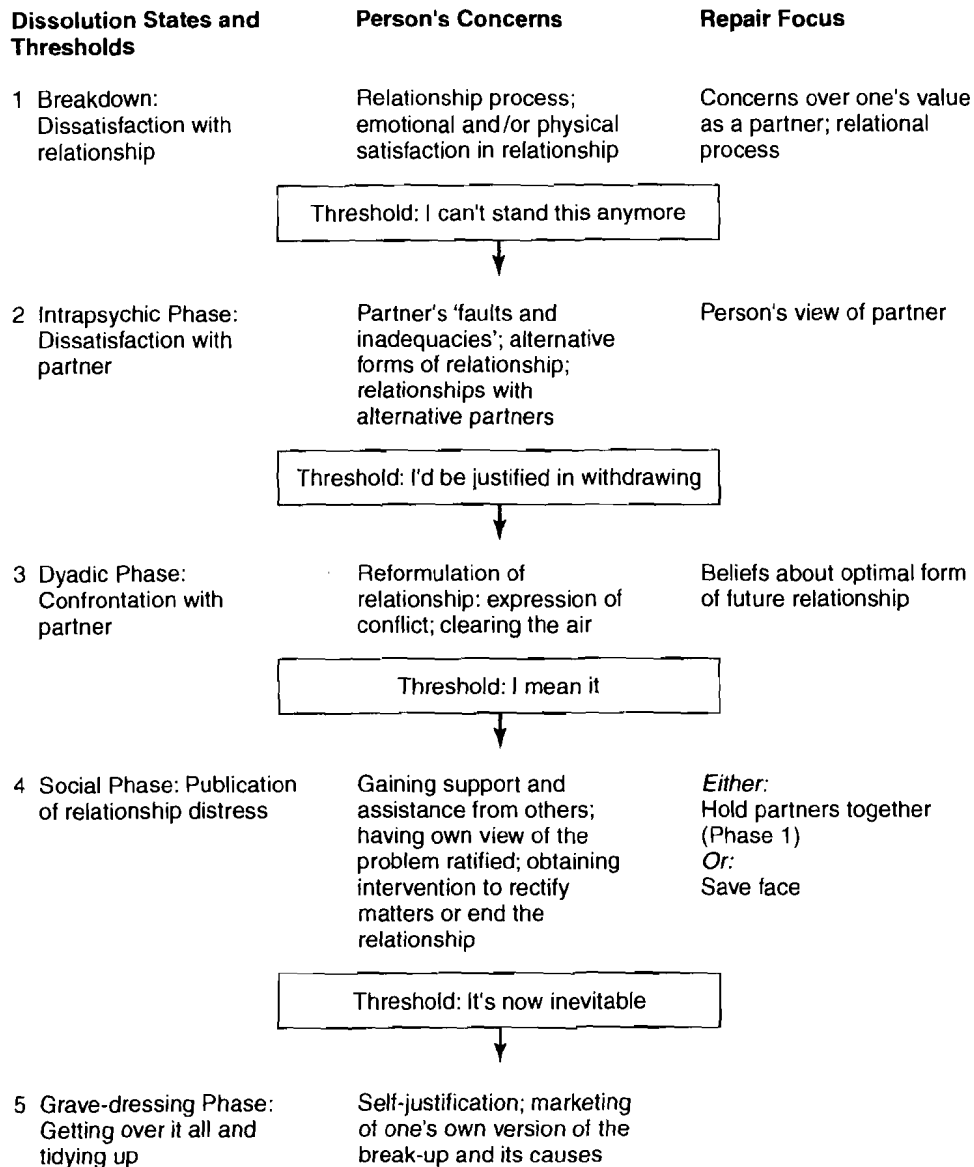 Dissolution States and
Thresholds
Person's Concerns
Repair Focus
1 Breakdown:
Dissatisfaction with
relationship
Relationship process;
emotional and/or physical
satisfaction in relationship
Concerns over one's value
as a partner; relational
process
Threshold: I can't stand this anymore
2 Intrapsychic Phase:
Dissatisfaction with
partner
Partner's 'faults and
inadequacies'; alternative
forms of relationship;
relationships with
alternative partners
Person's view of partner
Threshold: I'd be justified in withdrawing
3 Dyadic Phase:
Confrontation with
partner
Reformulation of
relationship: expression of
conflict; clearing the air
Beliefs about optimal form
of future relationship
Threshold: I mean it
4 Social Phase: Publication
of relationship distress
Gaining support and
assistance from others;
having own view of the
problem ratified; obtaining
intervention to rectify
matters or end the
relationship
Either:
Hold partners together
(Phase 1)
Or:
Save face
Threshold: It's now inevitable
5 Grave-dressing Phase:
Getting over it all and
tidying up
Self-justification; marketing
of one's own version of the
break-up and its causes